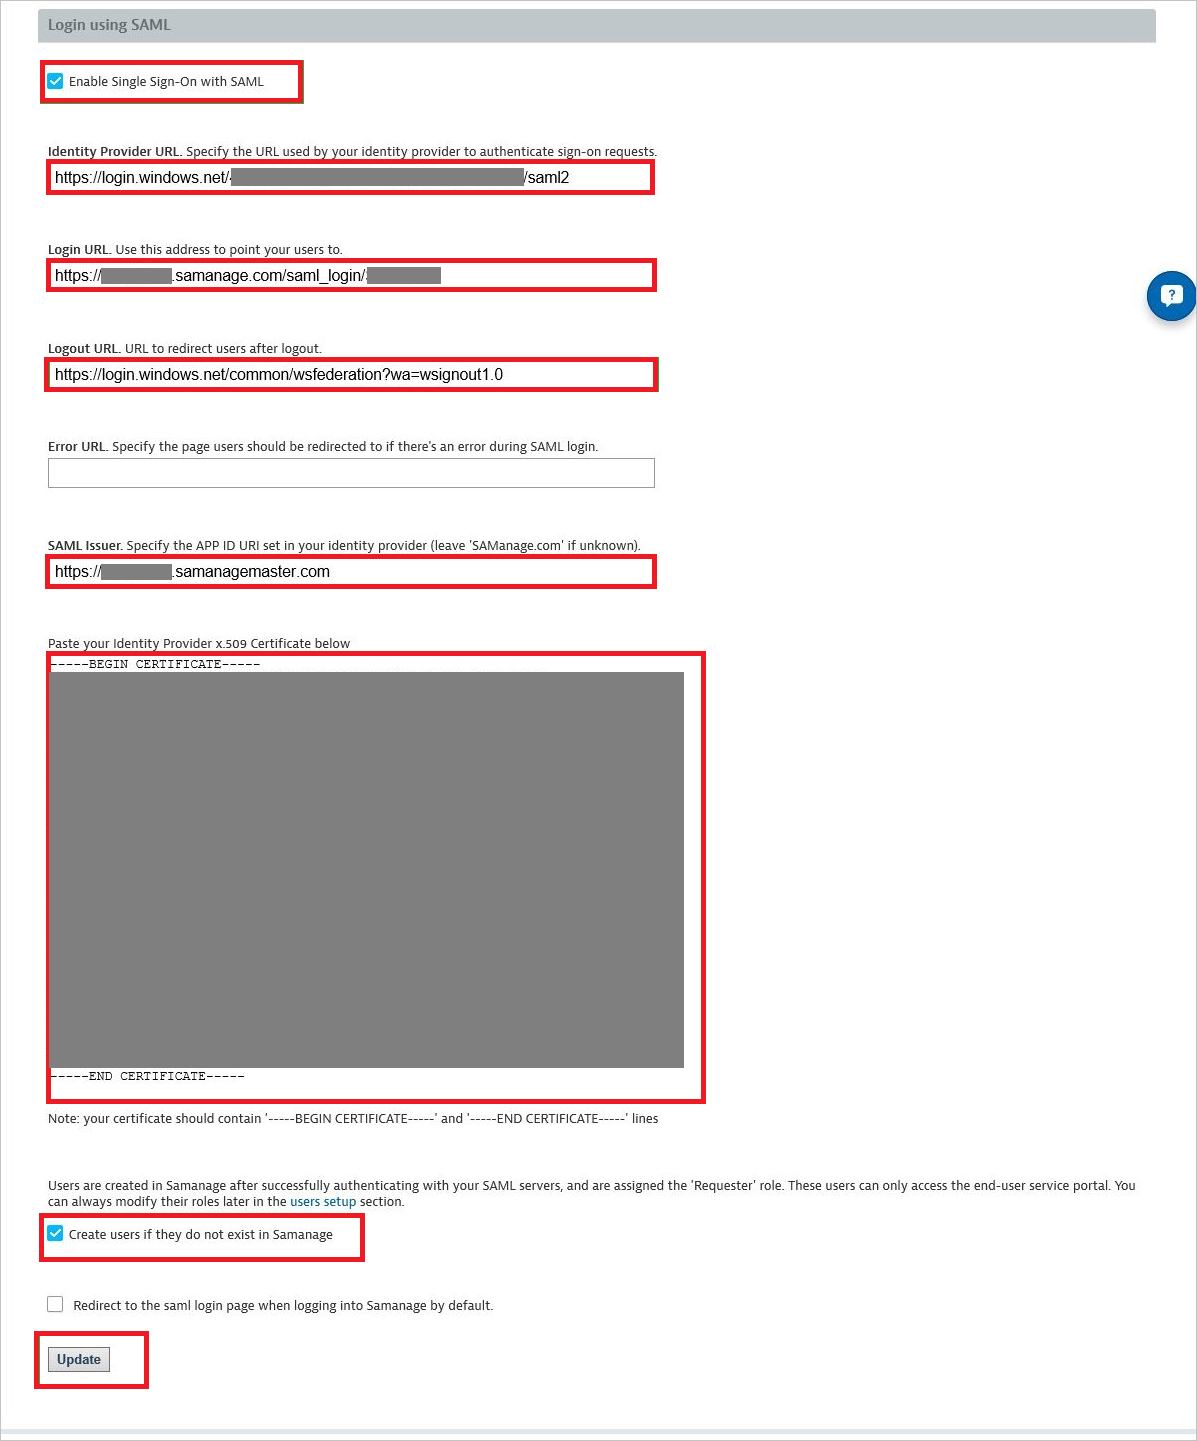 Login using SAML
Enable Single Sign-On with SAML
Identity Provider URL. Specify the URL used by your identity provider to authenticate sign-on requests.
https://login.windows.net/ /saml2
Login URL. Use this address to point your users to.
https:// .samanage.com/saml_login/
Logout URL. URL to redirect users after logout.
https://login.windows.net/common/wsfederation?wa=wsignout1.0
Error URL. Specify the page users should be redirected to if there's an error during SAML login.
SAML Issuer. Specify the APP ID URI set in your identity provider (leave 'SAManage.com' if unknown).
https:// .samanagemaster.com
Paste your Identity Provider x.509 Certificate below
-----BEGIN CERTIFICATE-----
-----END CERTIFICATE-----
Note: your certificate should contain '-----BEGIN CERTIFICATE-----' and '-----END CERTIFICATE-----' lines
Users are created in Samanage after successfully authenticating with your SAML servers, and are assigned the 'Requester' role. These users can only access the end-user service portal. You
can always modify their roles later in the users setup section.
Create users if they do not exist in Samanage
Redirect to the saml login page when logging into Samanage by default.
Update
?